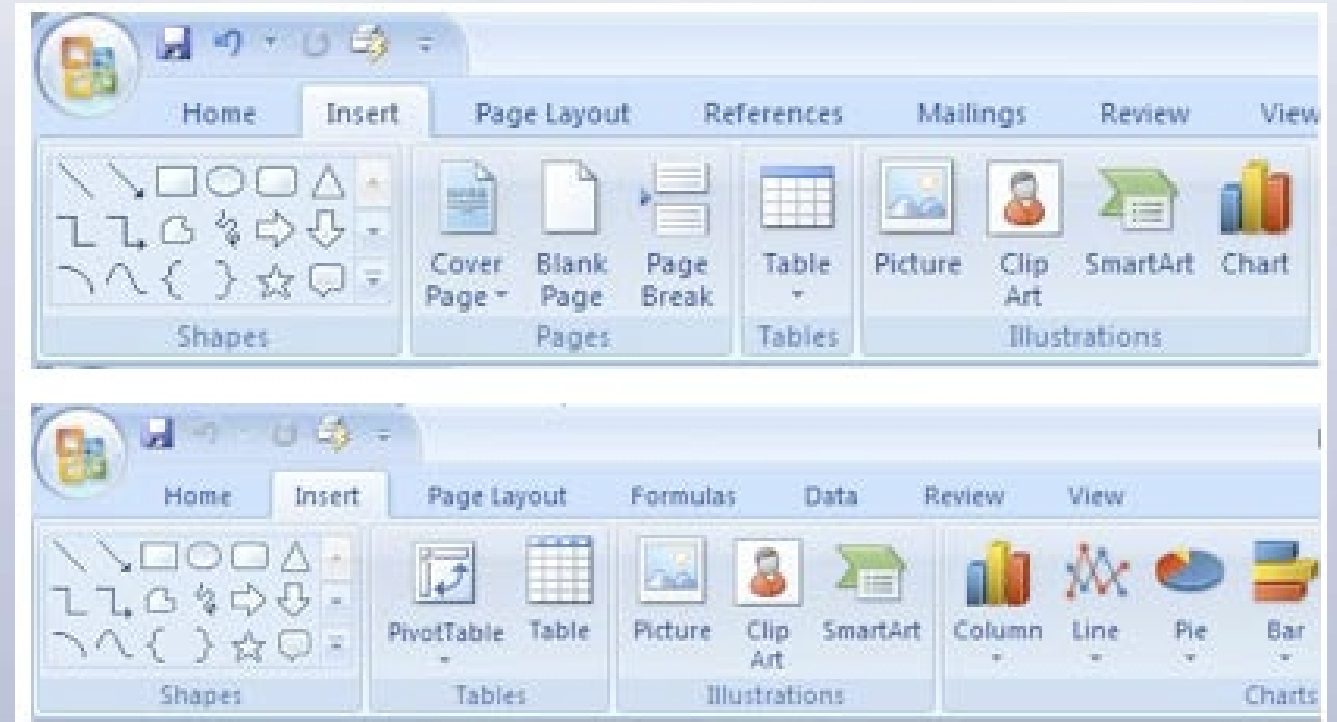 Home Insert Page Layout References Mailings Review View
Cover Page Blank Page Page Break Table Picture Clip Art SmartArt Chart
Shapes Pages Tables Illustrations
Home Insert Page Layout Formulas Data Review View
PivotTable Table Picture Clip Art SmartArt Column Line Pie Bar
Shapes Tables Illustrations Charts